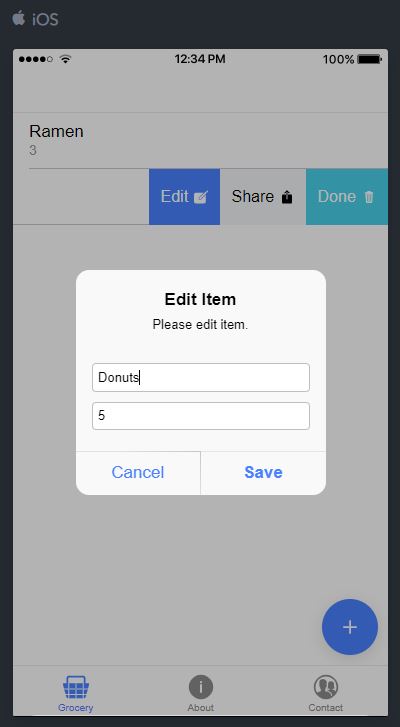 iOS
12:34 PM 100%
Ramen
3
Edit Share Done
Edit Item
Please edit item.
Donuts
5
Cancel Save
+
Grocery About Contact